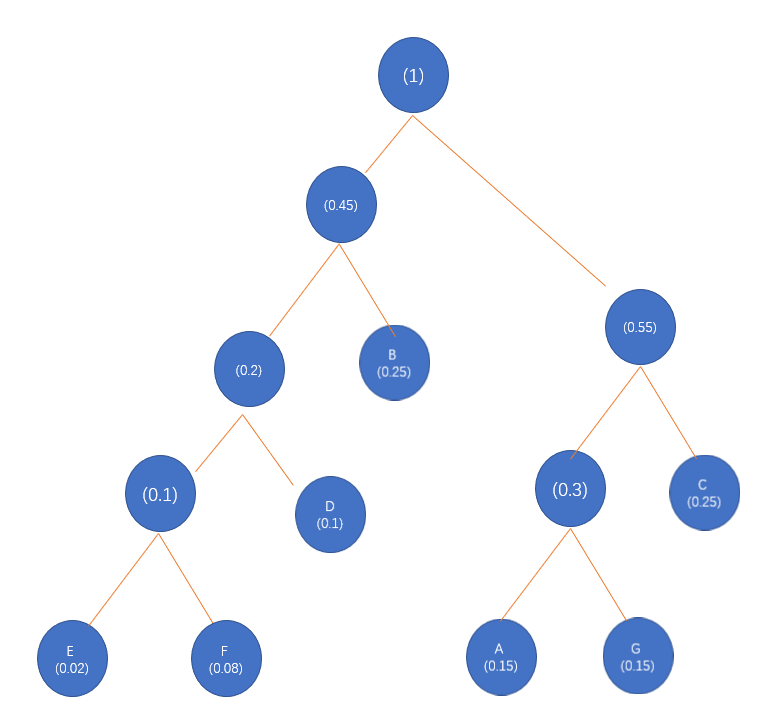 (1)
(0.45)
(0.55)
(0.2)
B
(0.25)
(0.1)
D
(0.1)
(0.3)
C
(0.25)
E
(0.02)
F
(0.08)
A
(0.15)
G
(0.15)